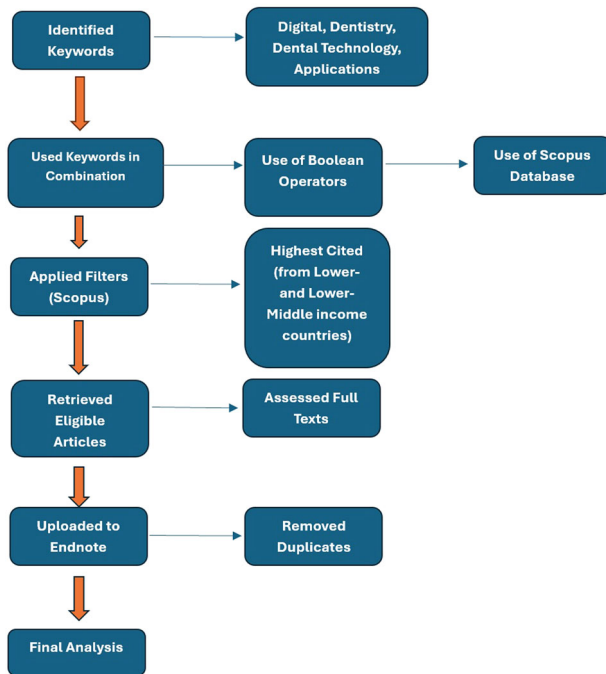 Identified
Keywords
Digital, Dentistry,
Dental Technology,
Applications
Used Keywords in
Combination
Use of Boolean
Operators
Use of Scopus
Database
Applied Filters
(Scopus)
Highest Cited
(from Lower-
and Lower-
Middle income
countries)
Retrieved
Eligible
Articles
Assessed Full
Texts
Uploaded to
Endnote
Removed
Duplicates
Final Analysis